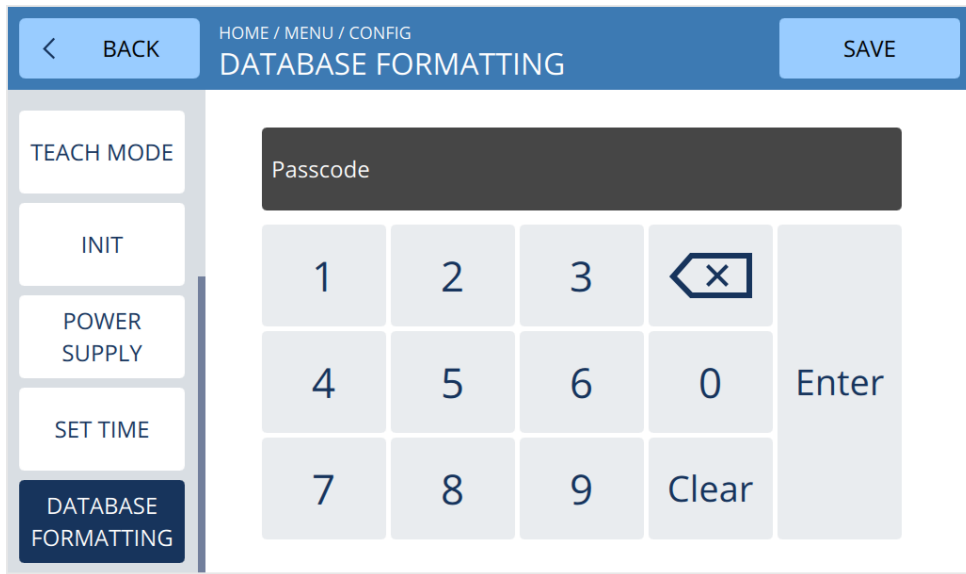 BACK
HOME / MENU / CONFIG
DATABASE FORMATTING
SAVE
TEACH MODE
INIT
POWER
SUPPLY
SET TIME
DATABASE
FORMATTING
Passcode
1 2 3
4 5 6 0 Enter
7 8 9 Clear